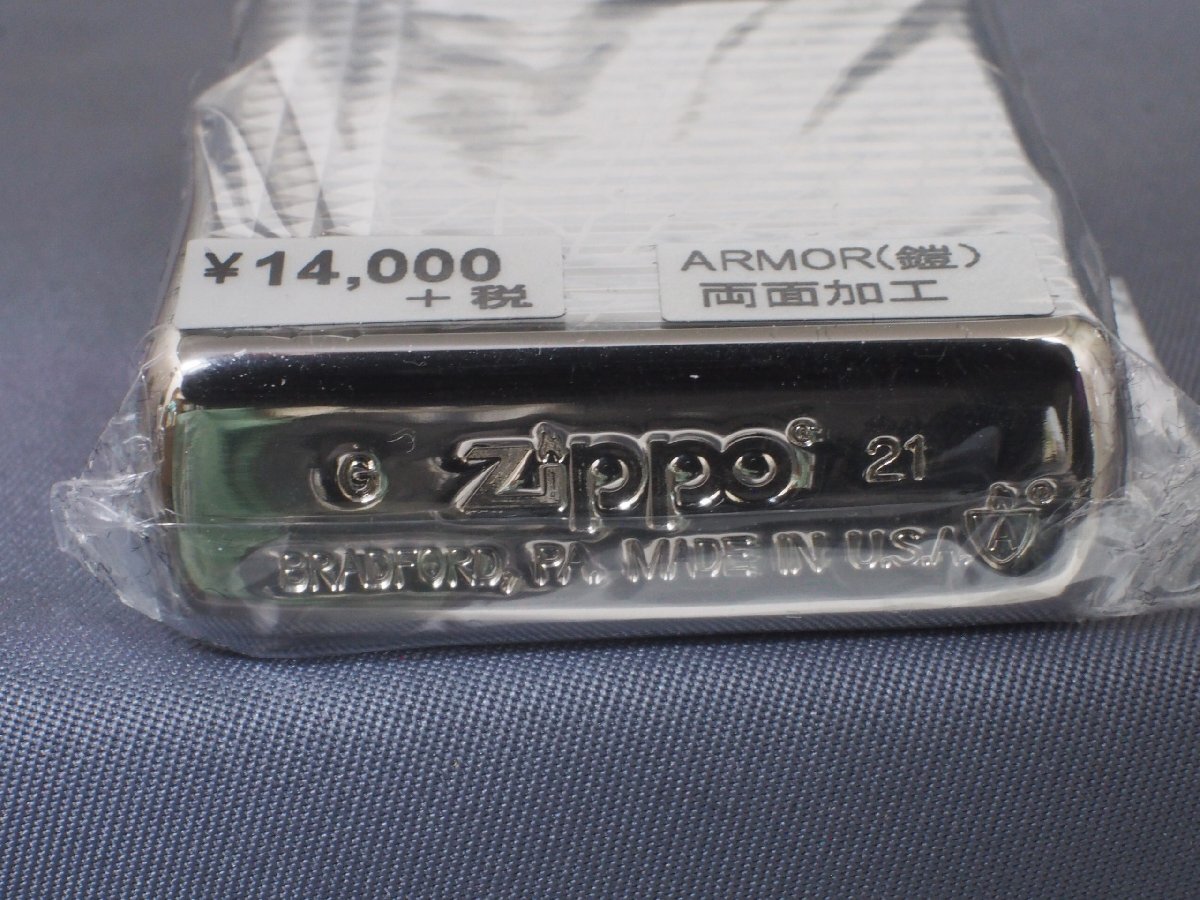 ¥14,000
+税
ARMOR(鎧)
両面加工
G zippo® 21
BRADFORD, PA. MADE IN U.S.A. A®